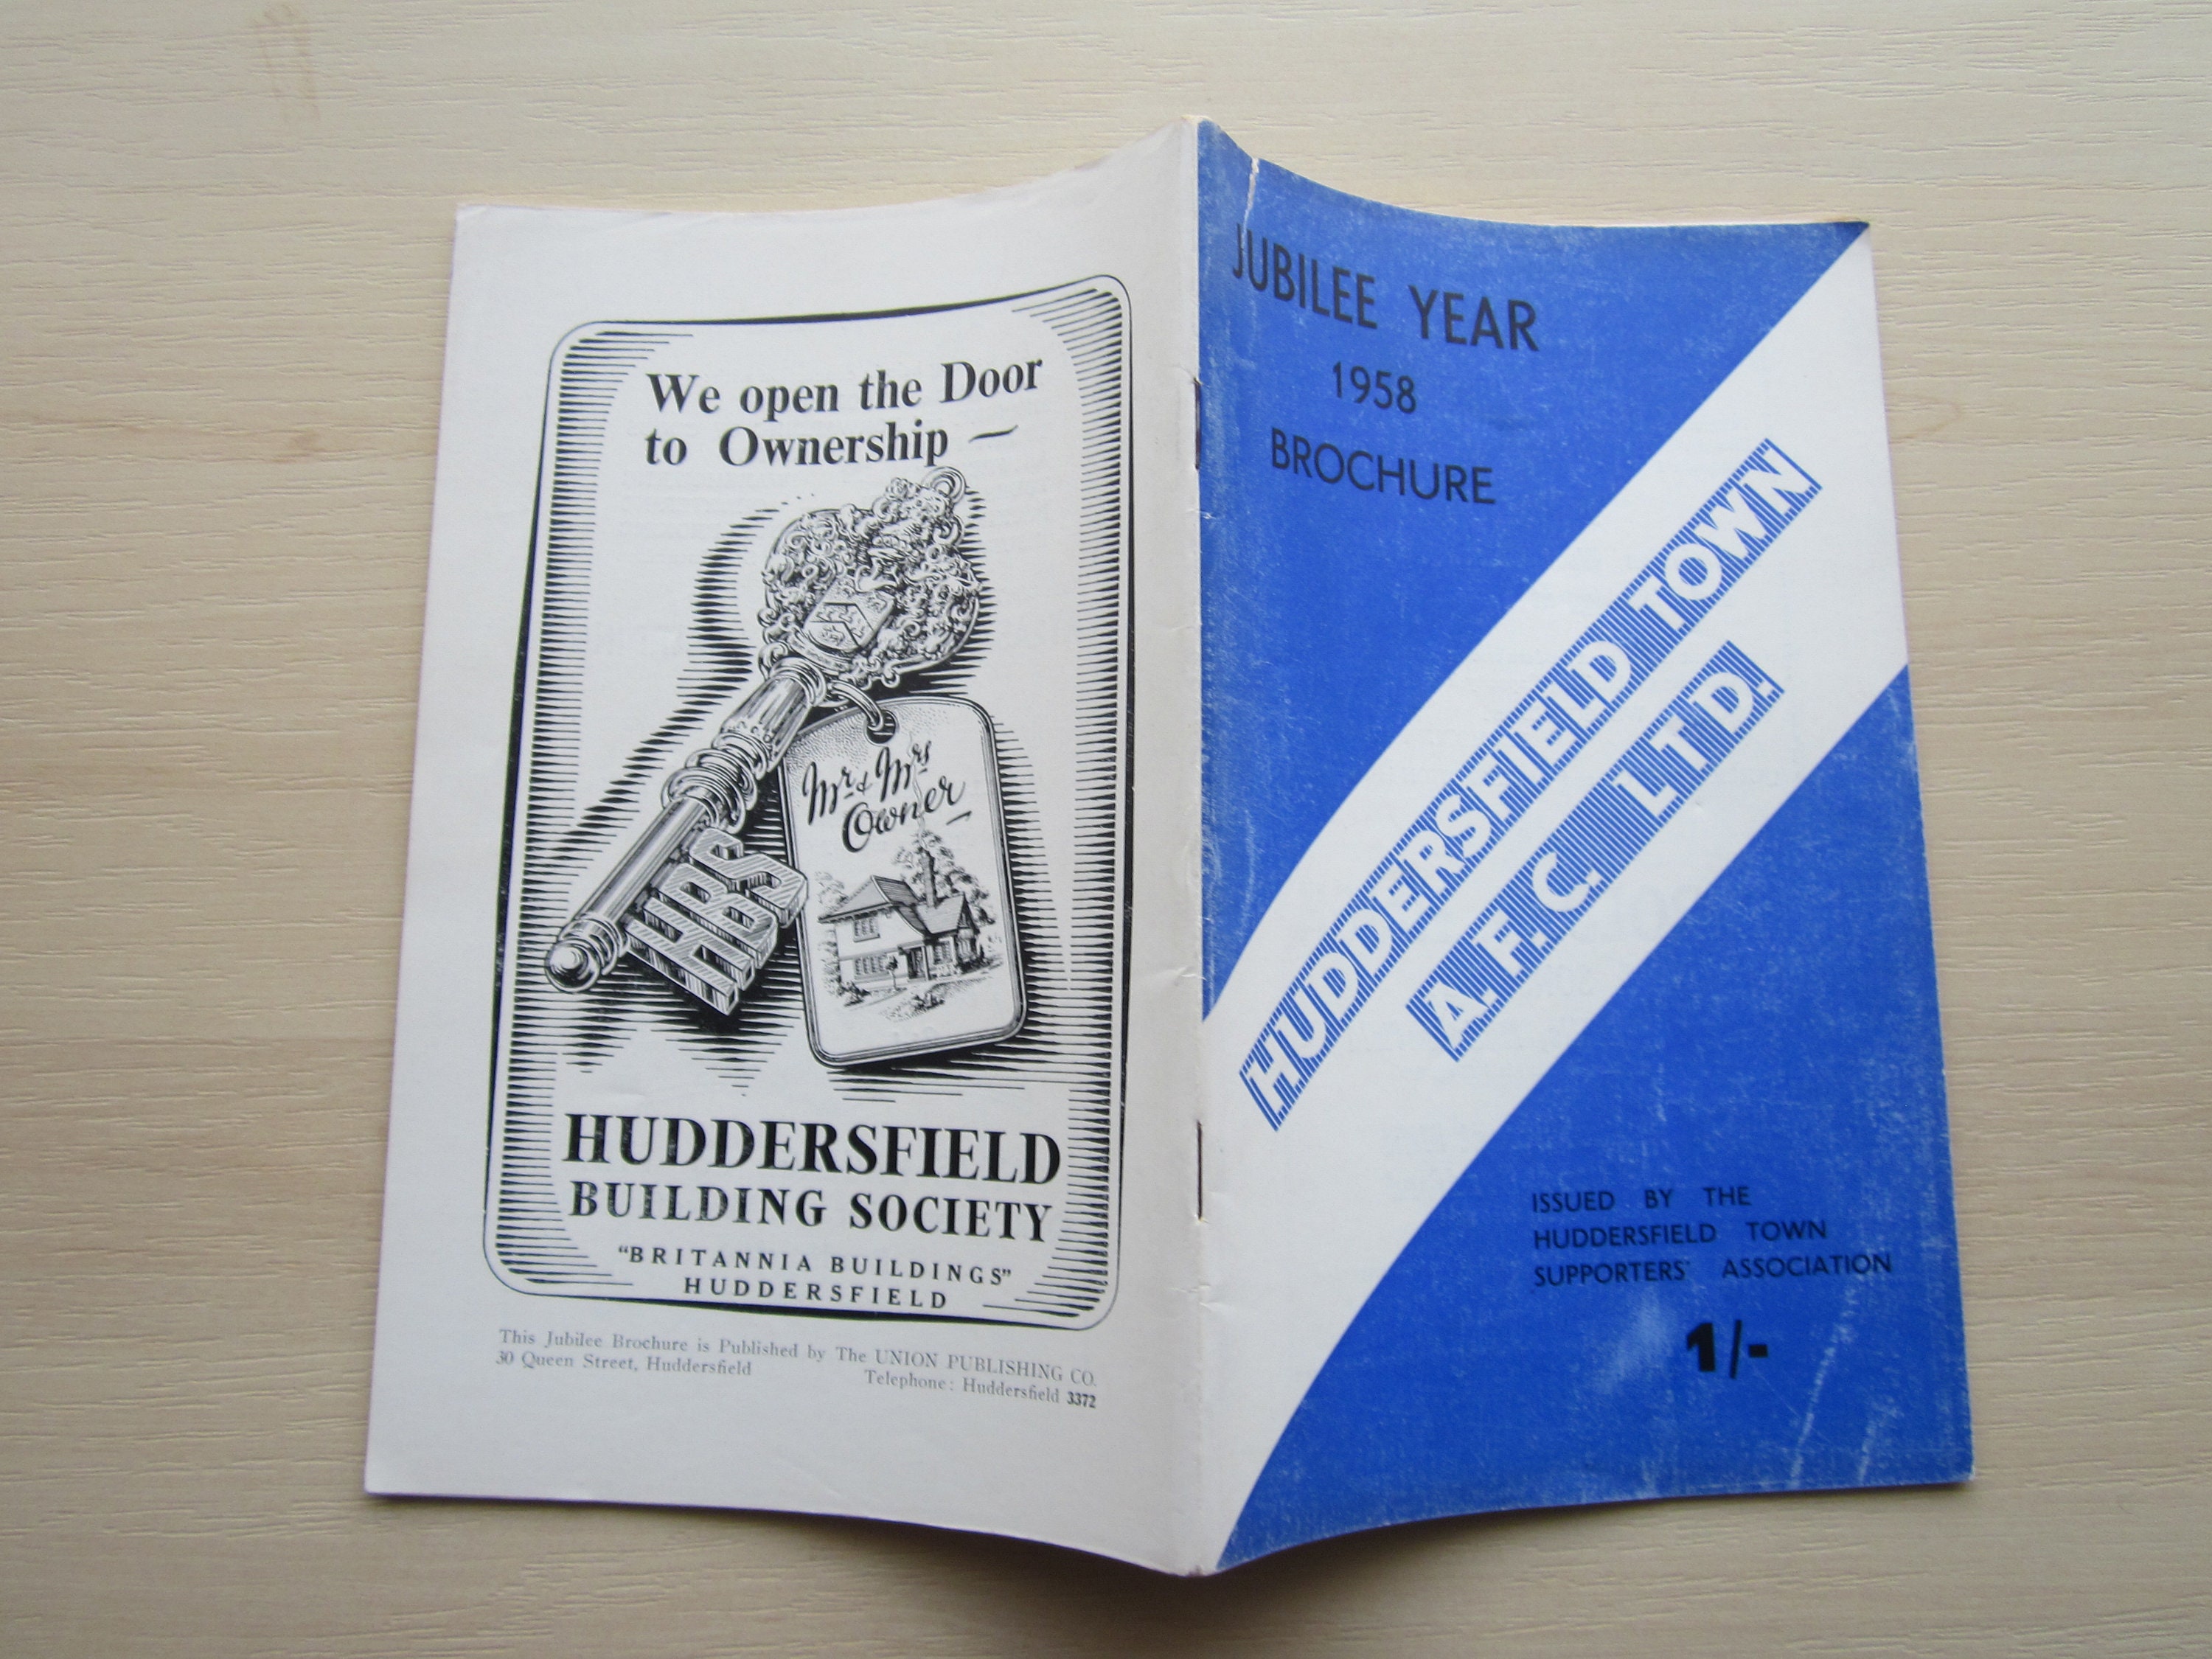 We open the Door
to Ownership —
Mr & Mrs
Owner
HBS
HUDDERSFIELD
BUILDING SOCIETY
"BRITANNIA BUILDINGS"
HUDDERSFIELD
This Jubilee Brochure is Published by The UNION PUBLISHING CO.
30 Queen Street, Huddersfield Telephone: Huddersfield 3372
JUBILEE YEAR
1958
BROCHURE
HUDDERSFIELD TOWN
A.F.C. LTD.
ISSUED BY THE
HUDDERSFIELD TOWN
SUPPORTERS' ASSOCIATION
1/-